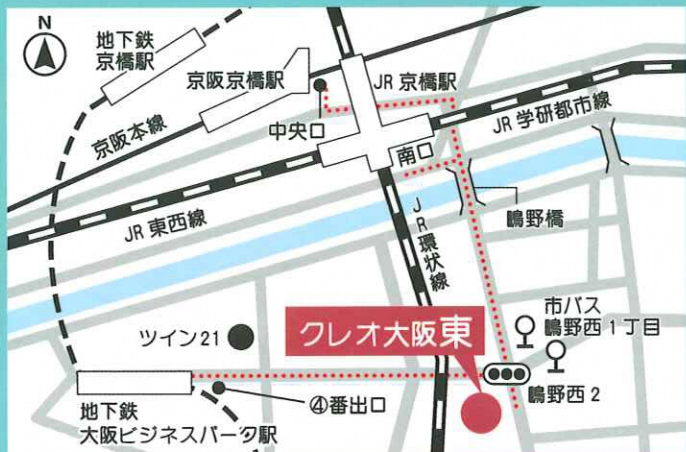 N
地下鉄
京橋駅
京阪京橋駅
JR 京橋駅
中央口
京阪本線
JR 学研都市線
南口
JR 東西線
鴫野橋
JR環状線
市バス
鴫野西1丁目
ツイン21
クレオ大阪東
鴫野西2
④番出口
地下鉄
大阪ビジネスパーク駅